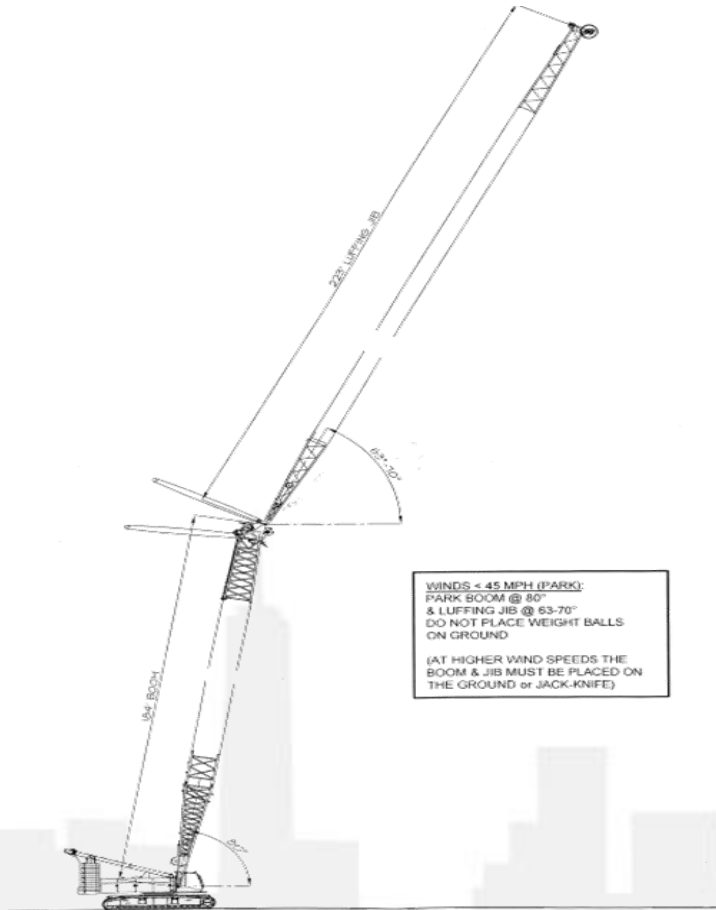 223' LUFFING JIB
63°-70°
184' BOOM
80°
WINDS < 45 MPH (PARK):
PARK BOOM @ 80°
& LUFFING JIB @ 63-70°
DO NOT PLACE WEIGHT BALLS
ON GROUND
(AT HIGHER WIND SPEEDS THE
BOOM & JIB MUST BE PLACED ON
THE GROUND or JACK-KNIFE)